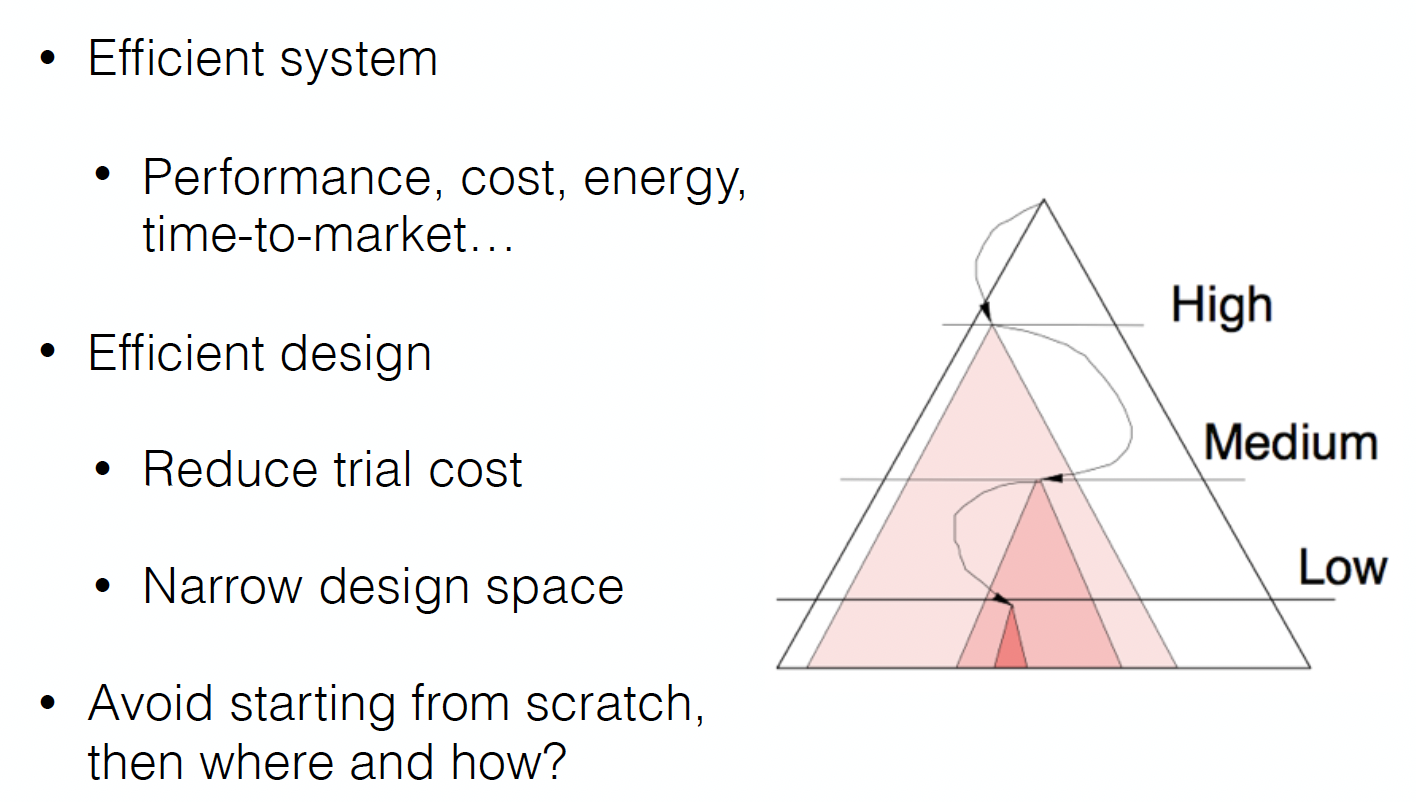 • Efficient system
• Performance, cost, energy,
time-to-market…
• Efficient design
• Reduce trial cost
• Narrow design space
• Avoid starting from scratch,
then where and how?
High
Medium
Low